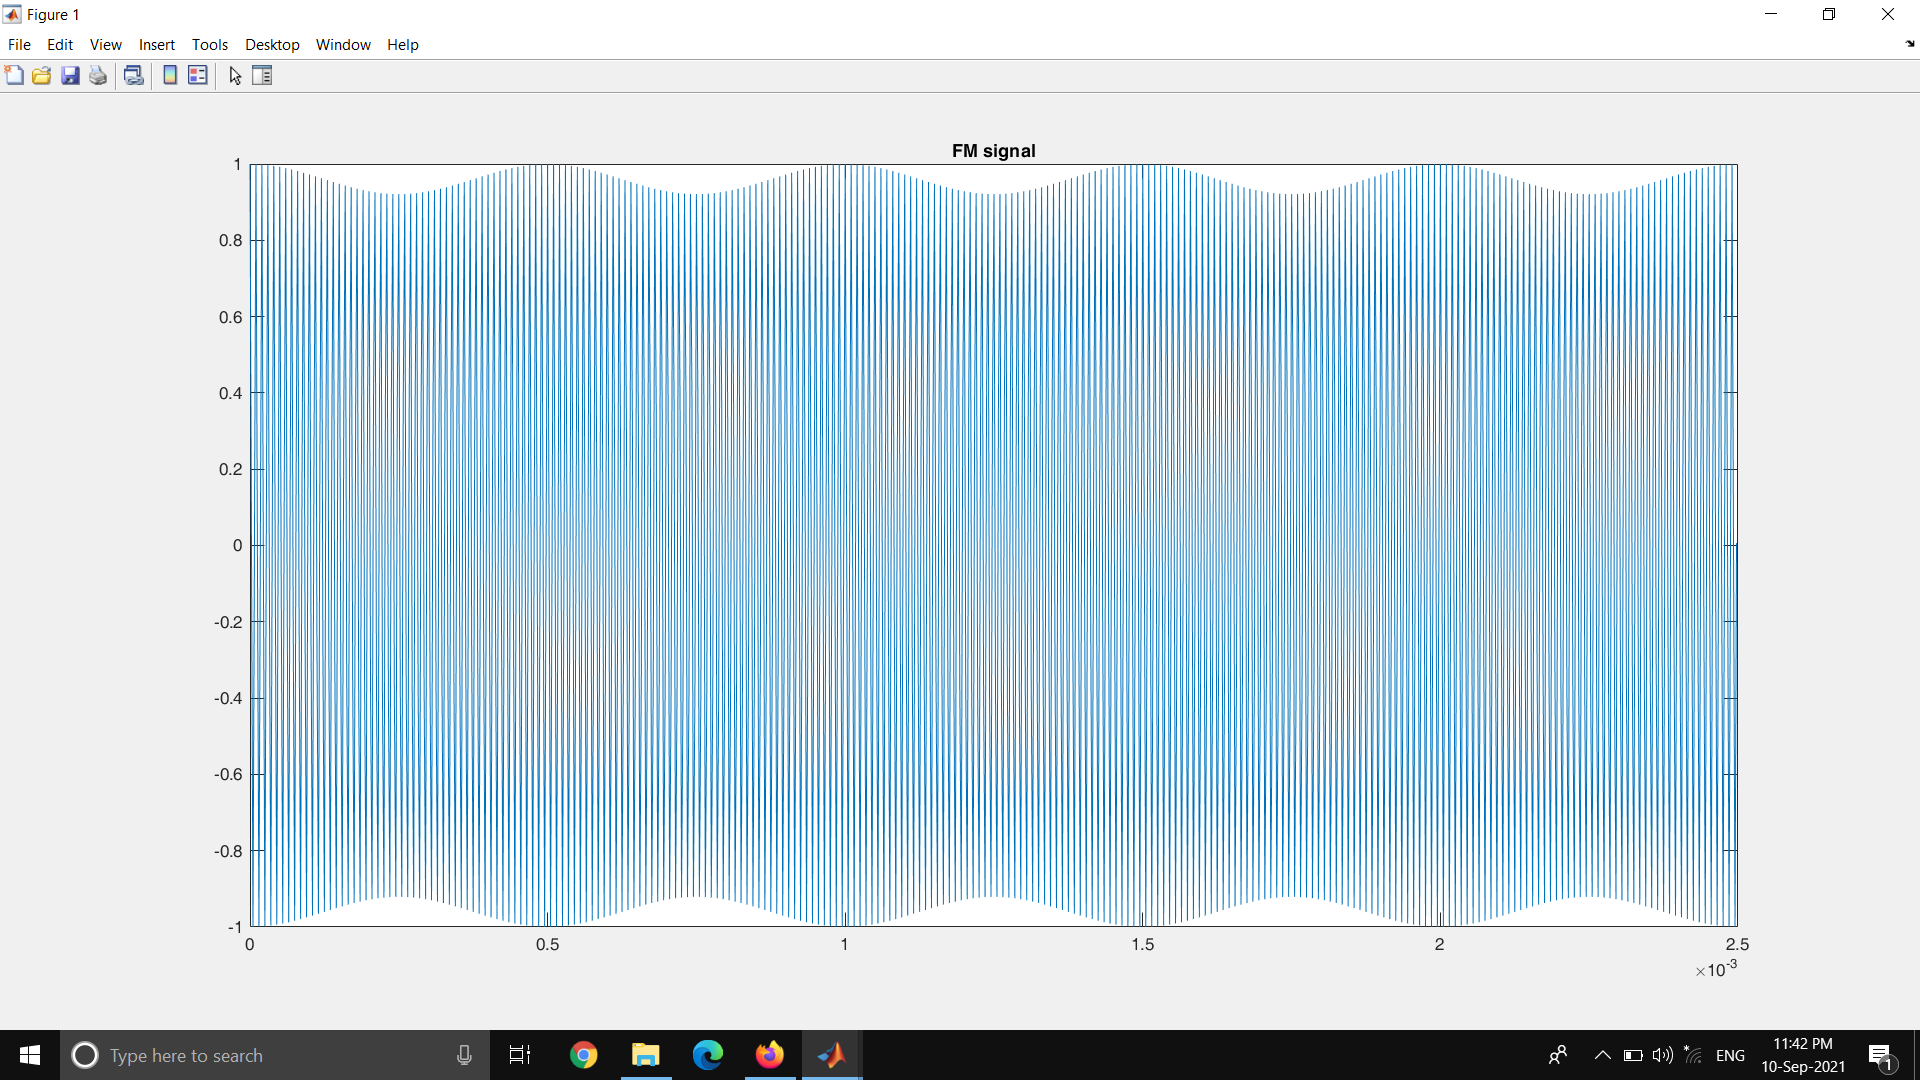 Figure 1
File Edit View Insert Tools Desktop Window Help
FM signal
1
0.8
0.6
0.4
0.2
0
-0.2
-0.4
-0.6
-0.8
-1
0 0.5 1 1.5 2 2.5
×10-3
Type here to search
ENG
11:42 PM
10-Sep-2021
1